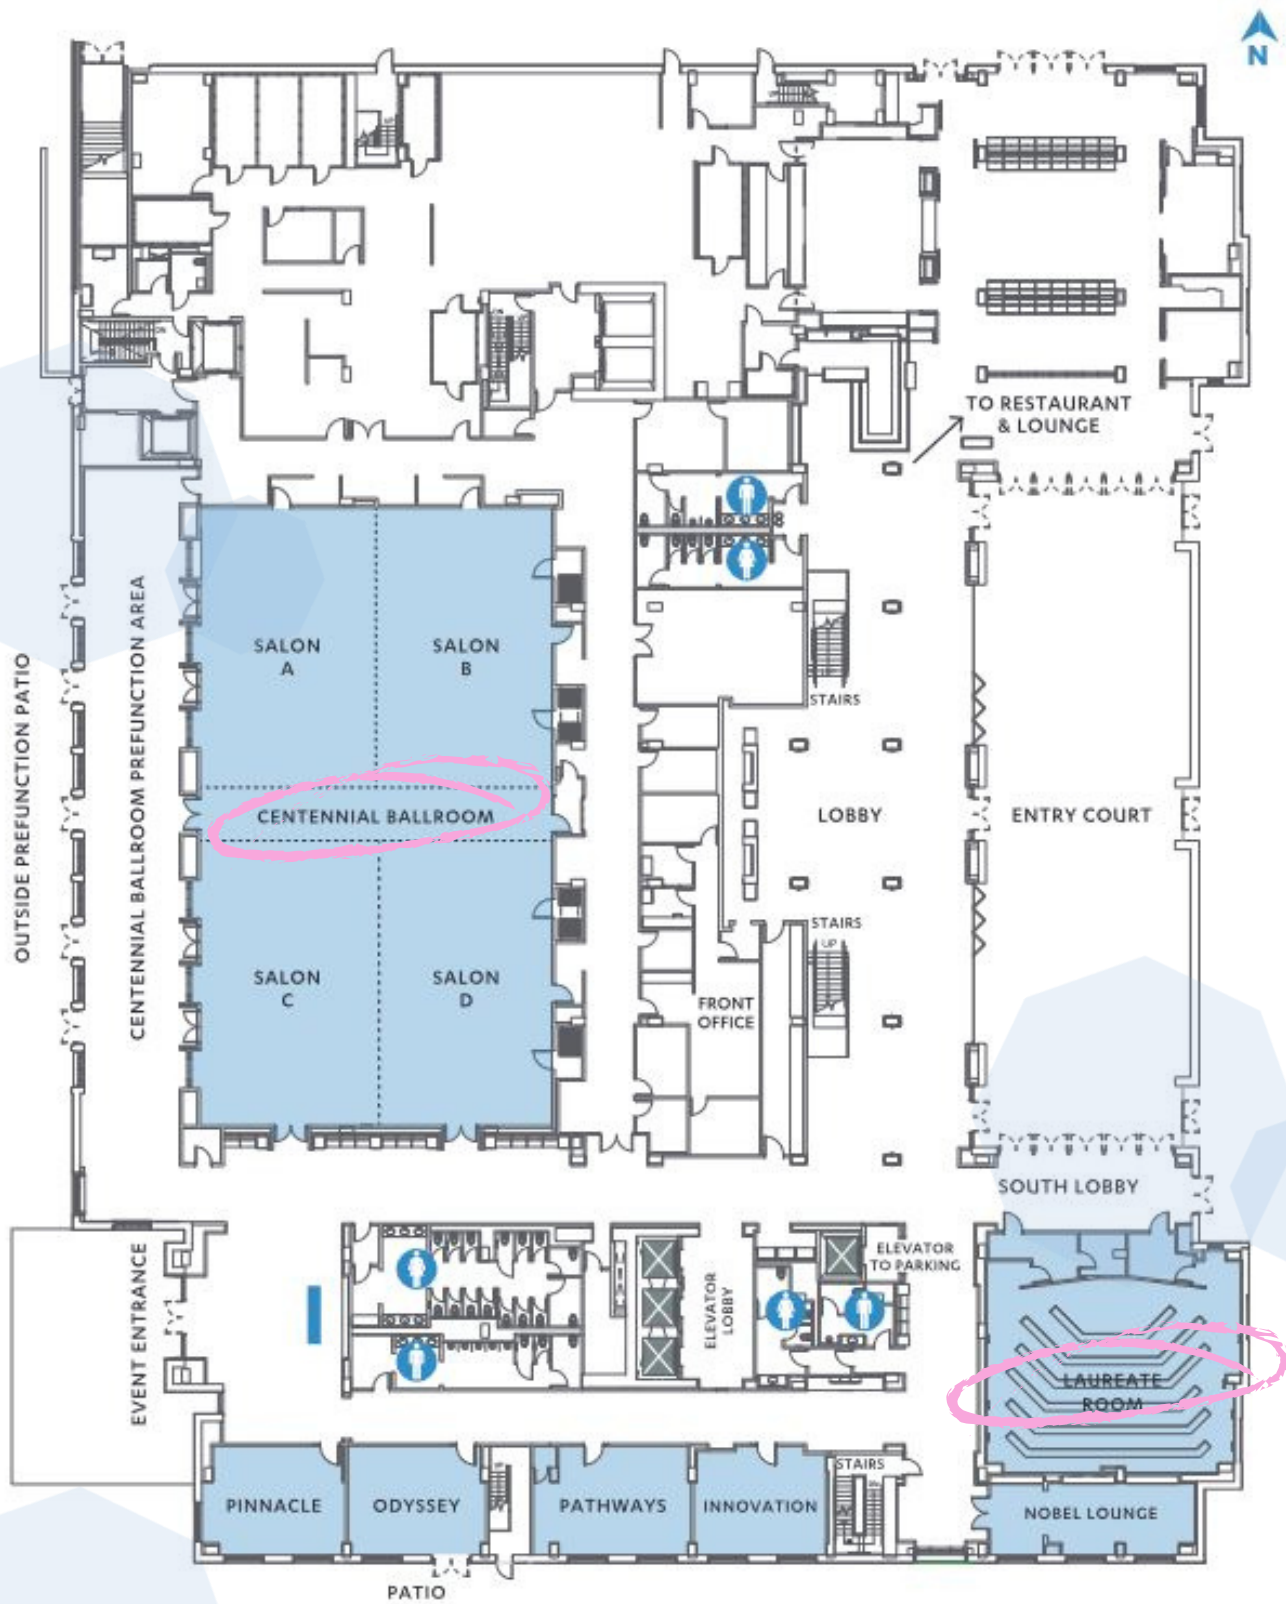 N
TO RESTAURANT
& LOUNGE
SALON
A
SALON
B
STAIRS
OUTSIDE PREFUNCTION PATIO
CENTENNIAL BALLROOM PREFUNCTION AREA
CENTENNIAL BALLROOM
LOBBY
ENTRY COURT
STAIRS
UP
SALON
C
SALON
D
FRONT
OFFICE
SOUTH LOBBY
EVENT ENTRANCE
ELEVATOR
LOBBY
ELEVATOR
TO PARKING
LAUREATE
ROOM
STAIRS
PINNACLE
ODYSSEY
PATHWAYS
INNOVATION
NOBEL LOUNGE
PATIO